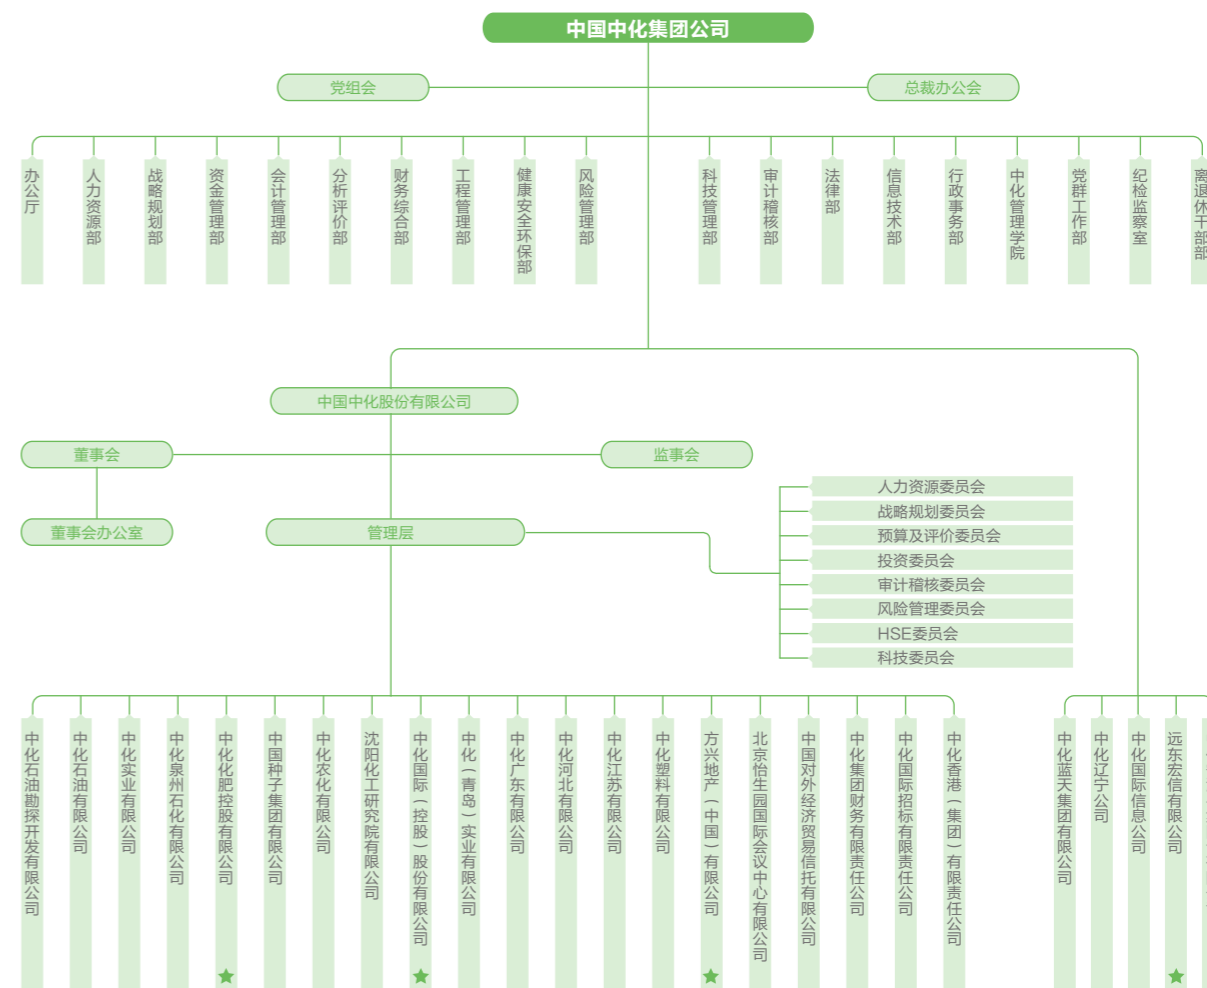 中国中化集团公司
党组会
总裁办公会
办公厅
人力资源部
战略规划部
资金管理部
会计管理部
分析评价部
财务综合部
工程管理部
健康安全环保部
风险管理部
科技管理部
审计稽核部
法律部
信息技术部
行政事务部
中化管理学院
党群工作部
纪检监察室
离退休干部部
中国中化股份有限公司
董事会
监事会
董事会办公室
管理层
人力资源委员会
战略规划委员会
预算及评价委员会
投资委员会
审计稽核委员会
风险管理委员会
HSE委员会
科技委员会
中化石油勘探开发有限公司
中化石油有限公司
中化实业有限公司
中化泉州石化有限公司
中化化肥控股有限公司
中国种子集团有限公司
中化农化有限公司
沈阳化工研究院有限公司
中化国际（控股）股份有限公司
中化（青岛）实业有限公司
中化广东有限公司
中化河北有限公司
中化江苏有限公司
中化塑料有限公司
方兴地产（中国）有限公司
北京怡生园国际会议中心有限公司
中国对外经济贸易信托有限公司
中化集团财务有限责任公司
中化国际招标有限责任公司
中化香港（集团）有限责任公司
中化蓝天集团有限公司
中化辽宁公司
中化国际信息公司
远东宏信有限公司